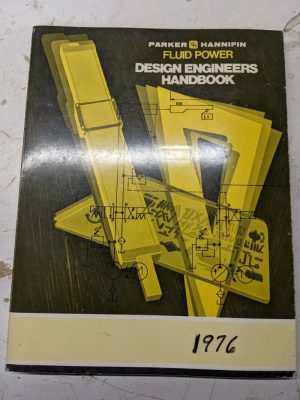 PARKER HANNIFIN
FLUID POWER
DESIGN ENGINEERS
HANDBOOK
1976